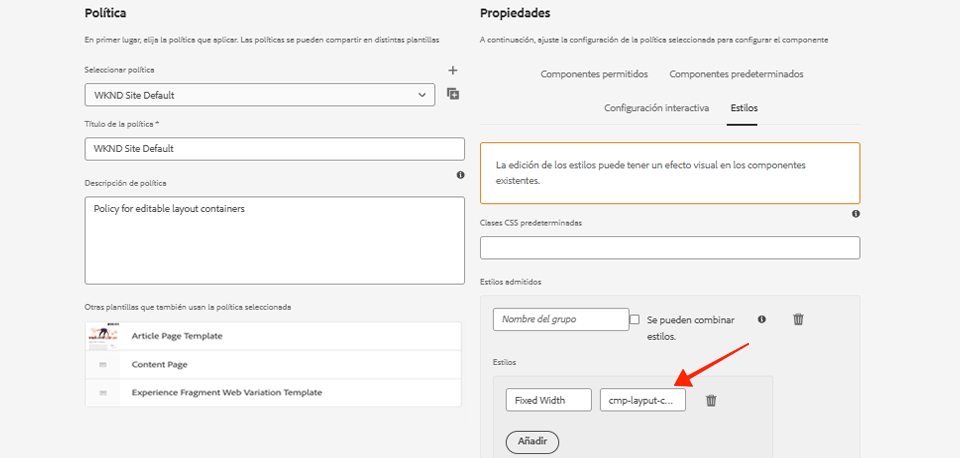 Política
En primer lugar, elija la política que aplicar. Las políticas se pueden compartir en distintas plantillas
Seleccionar política
WKND Site Default
Título de la política *
WKND Site Default
Descripción de política
Policy for editable layout containers
Otras plantillas que también usan la política seleccionada
Article Page Template
Content Page
Experience Fragment Web Variation Template
Propiedades
A continuación, ajuste la configuración de la política seleccionada para configurar el componente
Componentes permitidos
Componentes predeterminados
Configuración interactiva
Estilos
La edición de los estilos puede tener un efecto visual en los componentes
existentes.
Clases CSS predeterminadas
Estilos admitidos
Nombre del grupo
Se pueden combinar
estilos.
Estilos
Fixed Width
cmp-layput-c...
Añadir